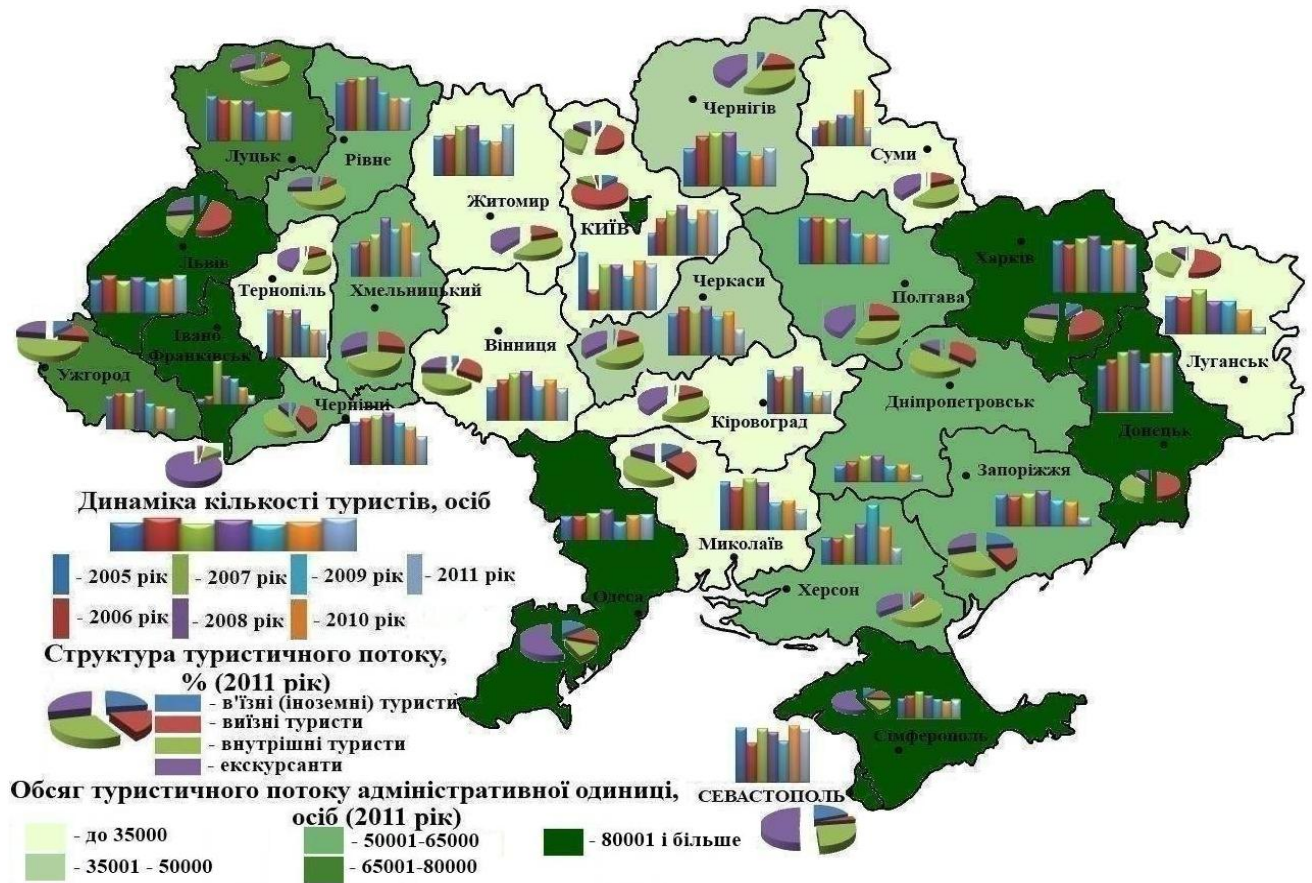 Чернігів
Суми
Луцьк
Рівне
Житомир
КИЇВ
Львів
Тернопіль
Хмельницький
Черкаси
Полтава
Харків
Луганськ
Івано
Франківськ
Вінниця
Ужгород
Чернівці
Кіровоград
Дніпропетровськ
Донецьк
Запоріжжя
Миколаїв
Херсон
Одеса
Сімферополь
СЕВАСТОПОЛЬ
Динаміка кількості туристів, осіб
- 2005 рік
- 2007 рік
- 2009 рік
- 2011 рік
- 2006 рік
- 2008 рік
- 2010 рік
Структура туристичного потоку,
% (2011 рік)
- в'їзні (іноземні) туристи
- виїзні туристи
- внутрішні туристи
- екскурсанти
Обсяг туристичного потоку адміністративної одиниці,
осіб (2011 рік)
- до 35000
- 50001-65000
- 80001 і більше
- 35001 - 50000
- 65001-80000